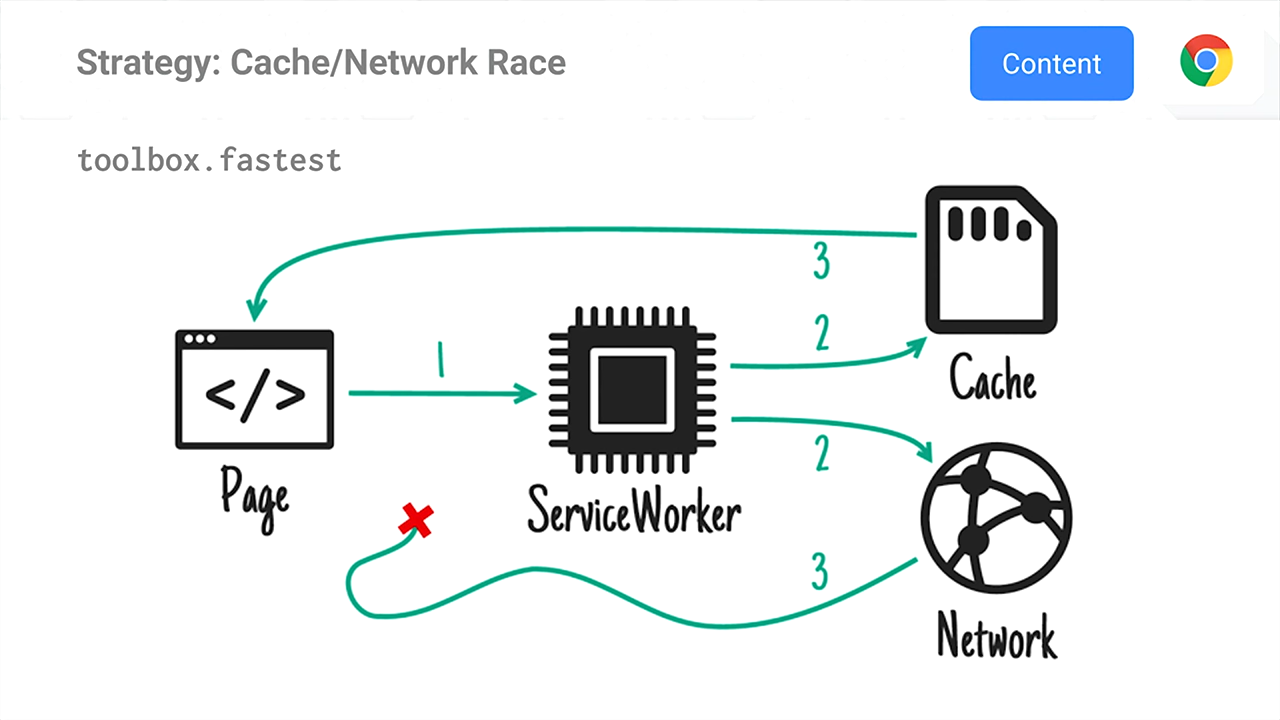 Strategy: Cache/Network Race
Content
toolbox.fastest
3
2
Cache
1
</>
Page
ServiceWorker
2
3
Network